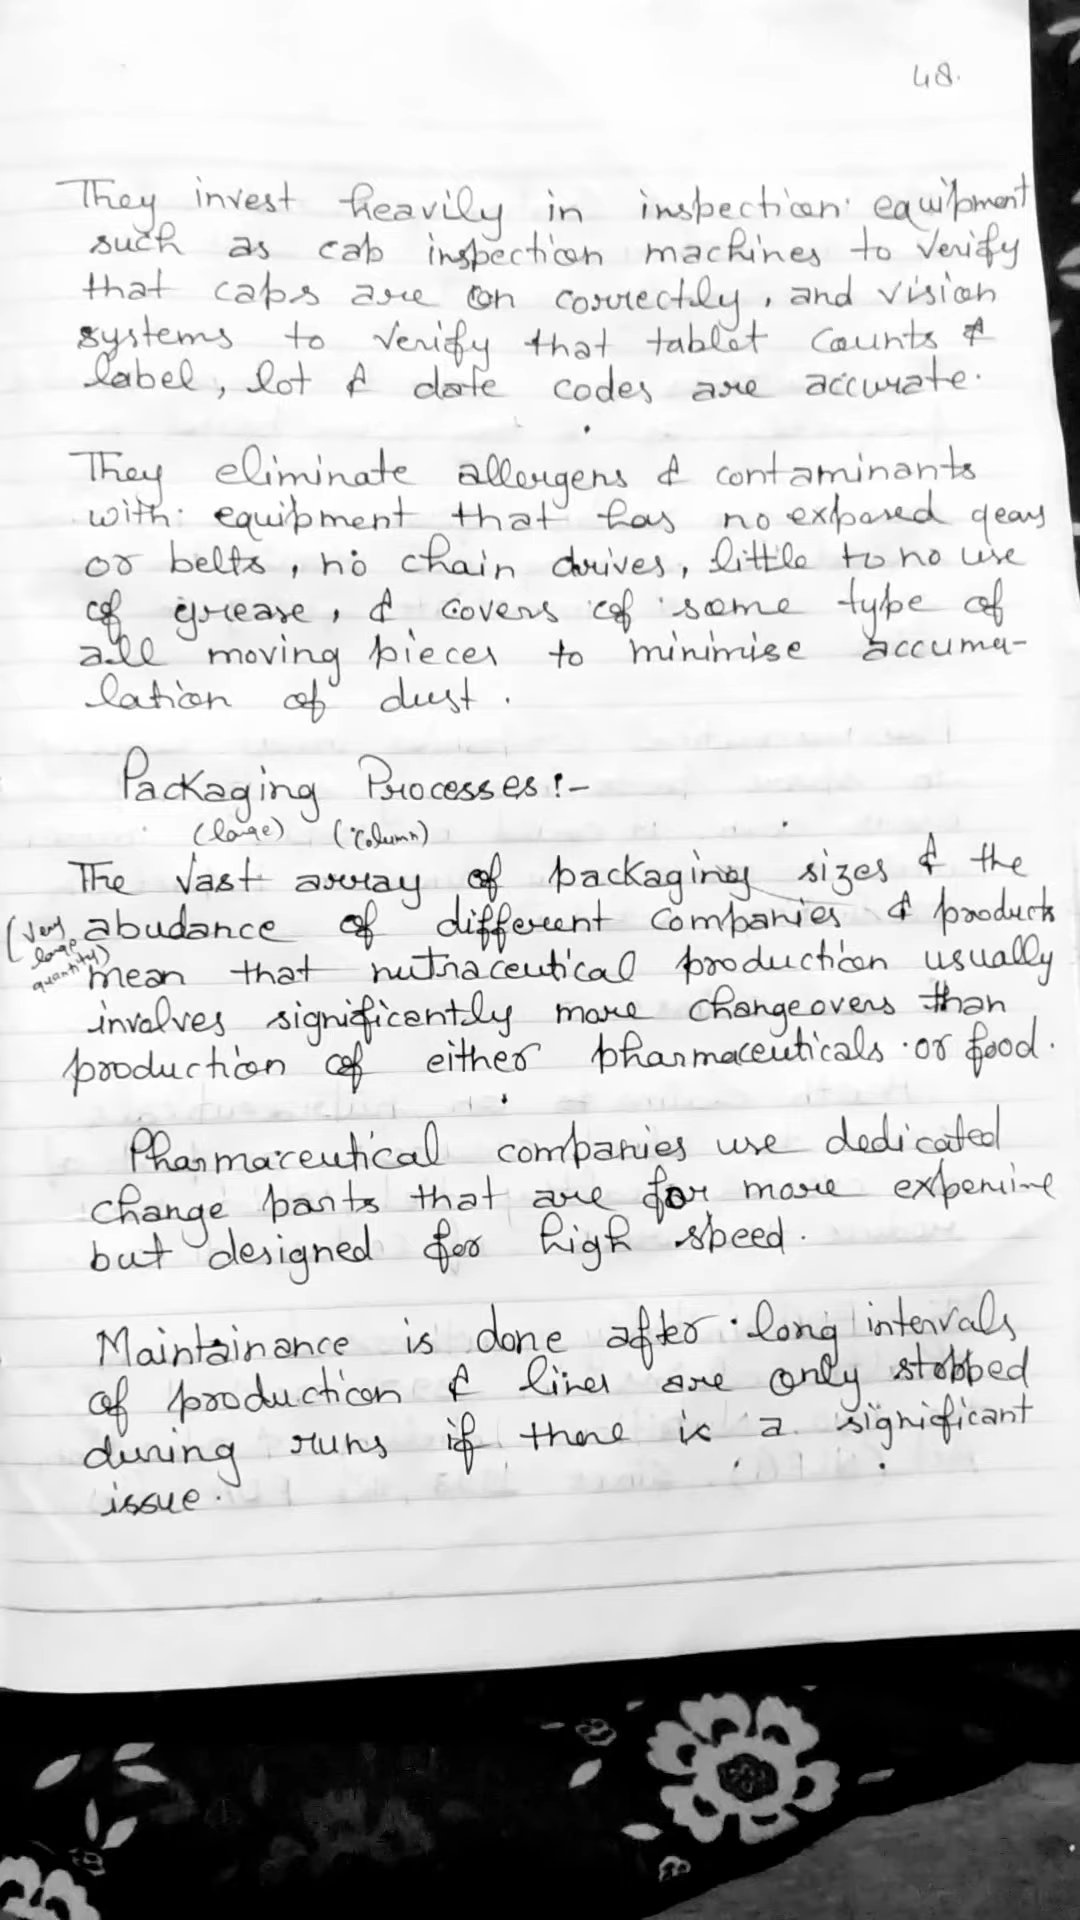 48.
They invest heavily in inspection equipment
such as cap inspection machines to verify
that caps are on correctly, and vision
systems to verify that tablet counts &
label, lot & date codes are accurate.
They eliminate allergens & contaminants
with equipment that has no exposed gears
or belts, no chain drives, little to no use
of grease, & covers of some type of
all moving pieces to minimise accumu-
lation of dust.
Packaging Processes:-
(large) (column)
The vast array of packaging sizes & the
(very large quantity) abudance of different companies & products
mean that nutraceutical production usually
involves significantly more changeovers than
production of either pharmaceuticals or food.
Pharmaceutical companies use dedicated
change parts that are far more expensive
but designed for high speed.
Maintainance is done after long intervals
of production & lines are only stopped
during runs if there is a significant
issue.